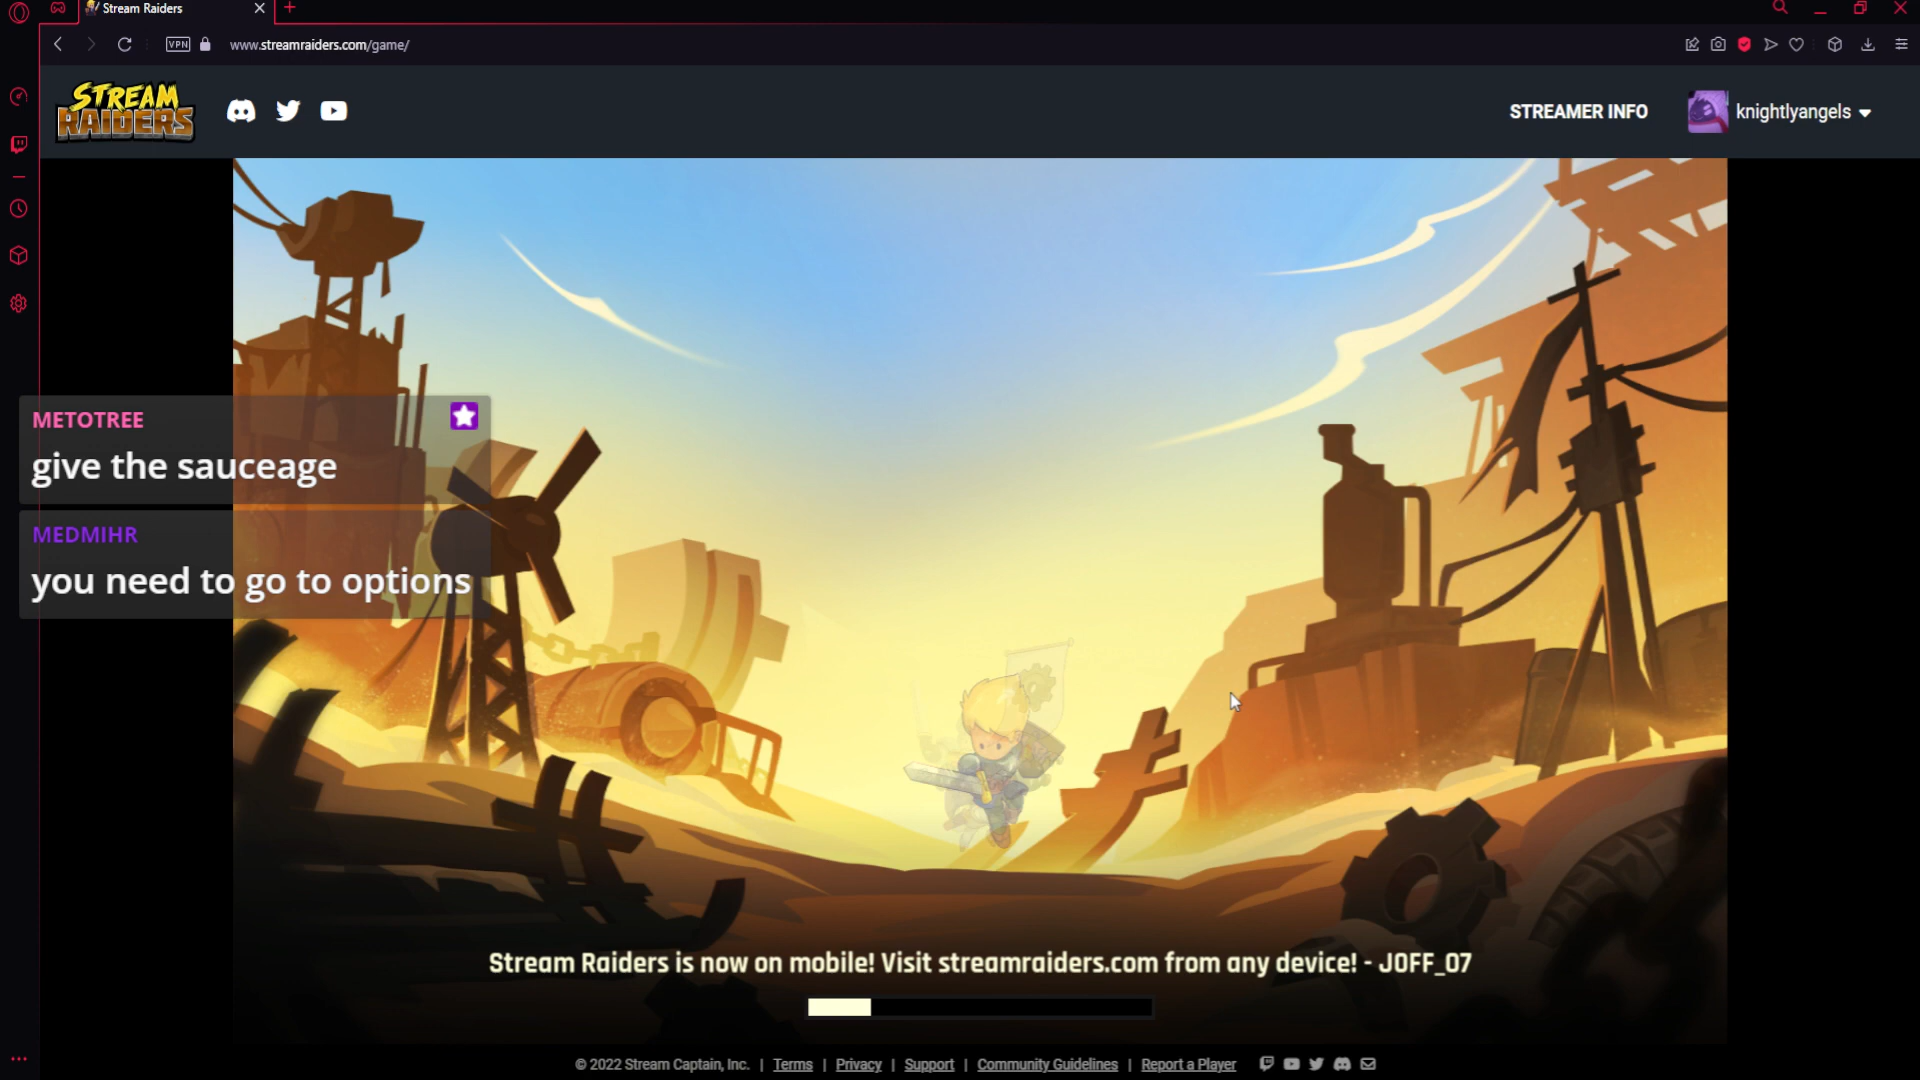 Stream Raiders
VPN
www.streamraiders.com/game/
STREAM
RAIDERS
STREAMER INFO
knightlyangels
METOTREE
give the sauceage
MEDMIHR
you need to go to options
Stream Raiders is now on mobile! Visit streamraiders.com from any device! - JOFF_07
© 2022 Stream Captain, Inc. | Terms | Privacy | Support | Community Guidelines | Report a Player